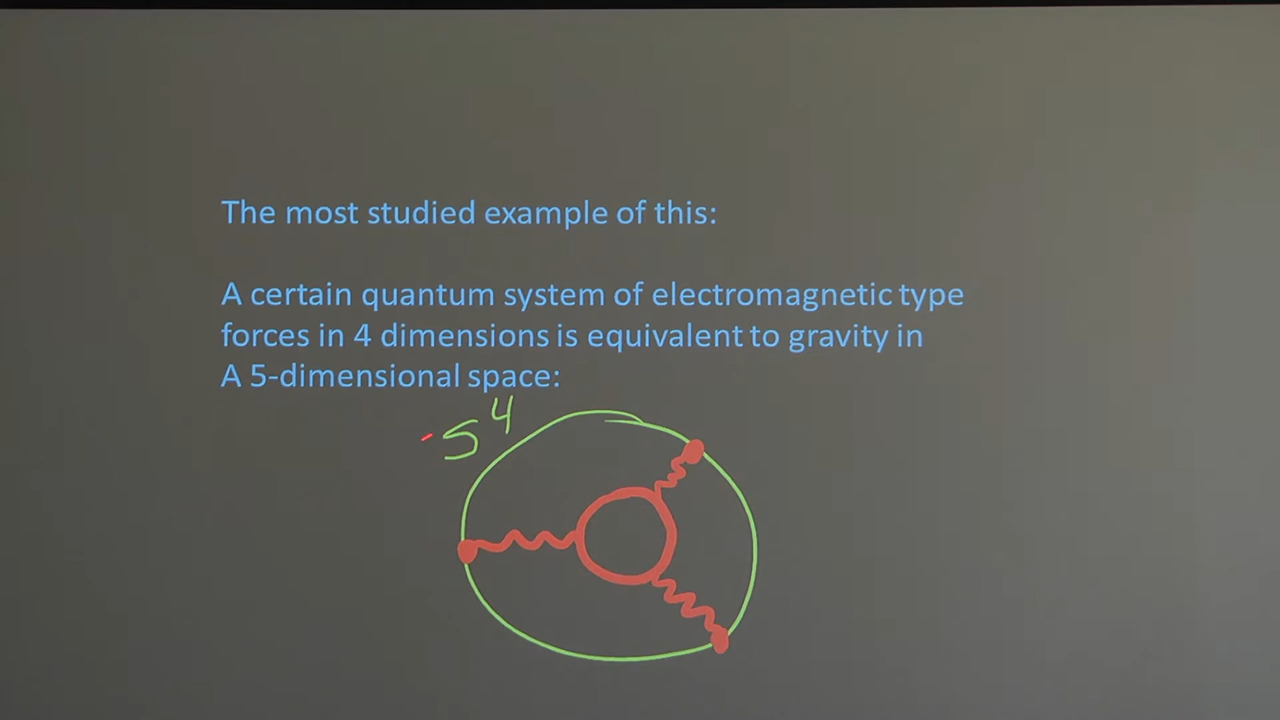 The most studied example of this:
A certain quantum system of electromagnetic type
forces in 4 dimensions is equivalent to gravity in
A 5-dimensional space:
S⁴